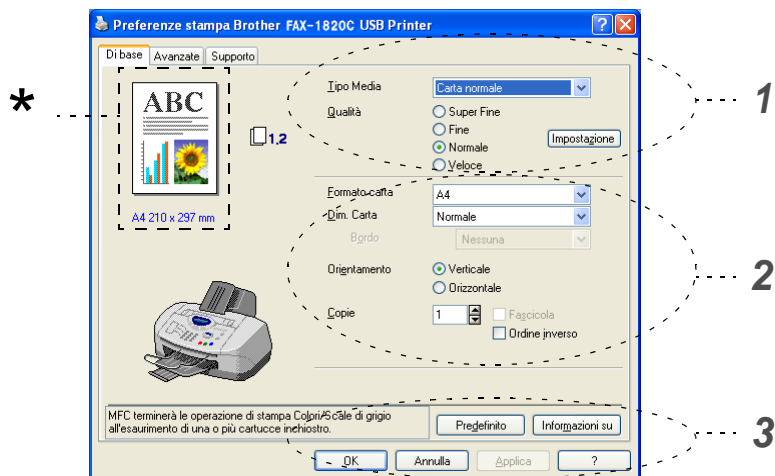 Preferenze stampa Brother FAX-1820C USB Printer
Di base Avanzate Supporto
*
ABC
1,2
A4 210 x 297 mm
Tipo Media Carta normale
Qualità Super Fine
Fine
Normale
Veloce
Impostazione
1
Formato carta A4
Dim. Carta Normale
Bordo Nessuna
Orientamento Verticale
Orizzontale
Copie 1 Fascicola
Ordine inverso
2
MFC terminerà le operazione di stampa Colori/Scale di grigio
all'esaurimento di una o più cartucce inchiostro.
Predefinito Informazioni su
3
OK Annulla Applica ?